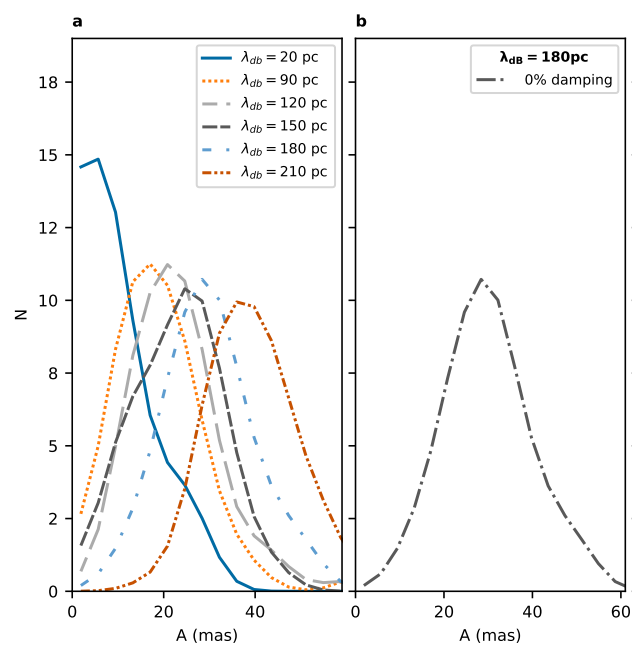 a
b
λdb = 20 pc
λdb = 90 pc
λdb = 120 pc
λdb = 150 pc
λdb = 180 pc
λdb = 210 pc
λdB = 180pc
0% damping
18
15
12
10
8
5
2
0
N
0 20 40
A (mas)
0 20 40 60
A (mas)